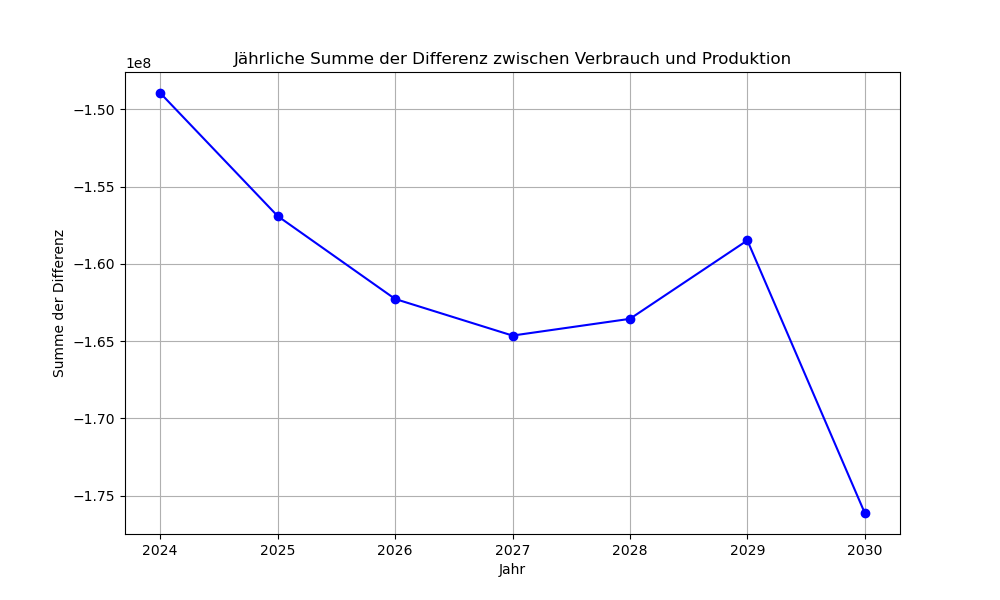 Jährliche Summe der Differenz zwischen Verbrauch und Produktion
1e8
−1.50
−1.55
−1.60
−1.65
−1.70
−1.75
Summe der Differenz
2024 2025 2026 2027 2028 2029 2030
Jahr